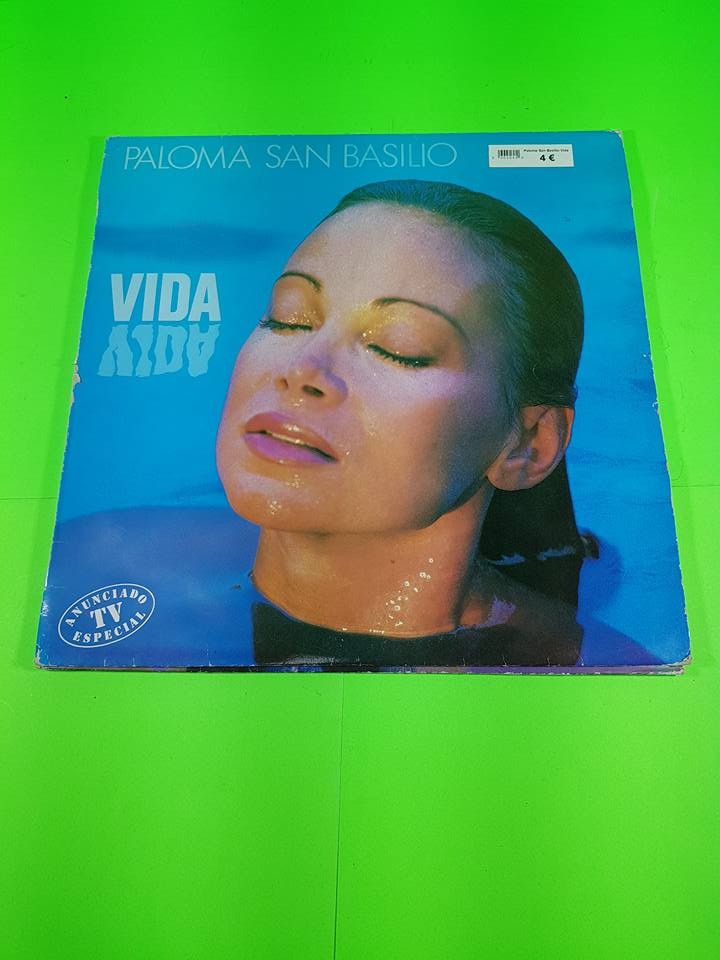 PALOMA SAN BASILIO
Paloma San Basilio-Vida
4 €
VIDA
VIDA
ANUNCIADO
TV
ESPECIAL